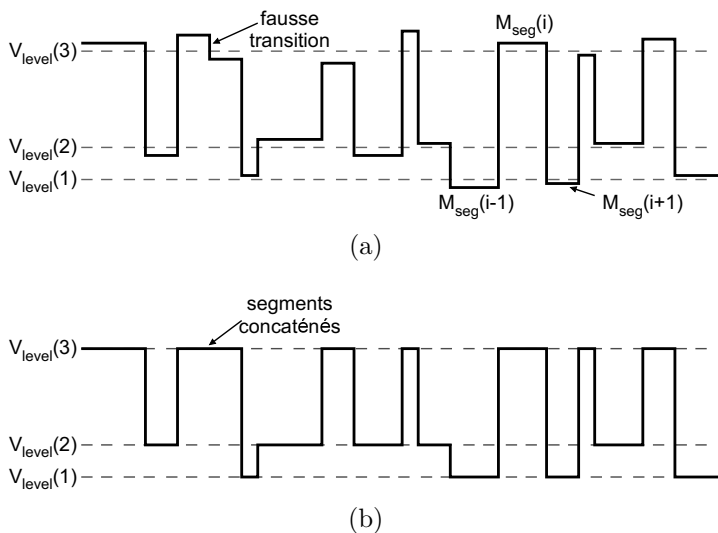 fausse
transition
M_seg(i)
V_level(3)
V_level(2)
V_level(1)
M_seg(i-1)
M_seg(i+1)
(a)
segments
concaténés
V_level(3)
V_level(2)
V_level(1)
(b)